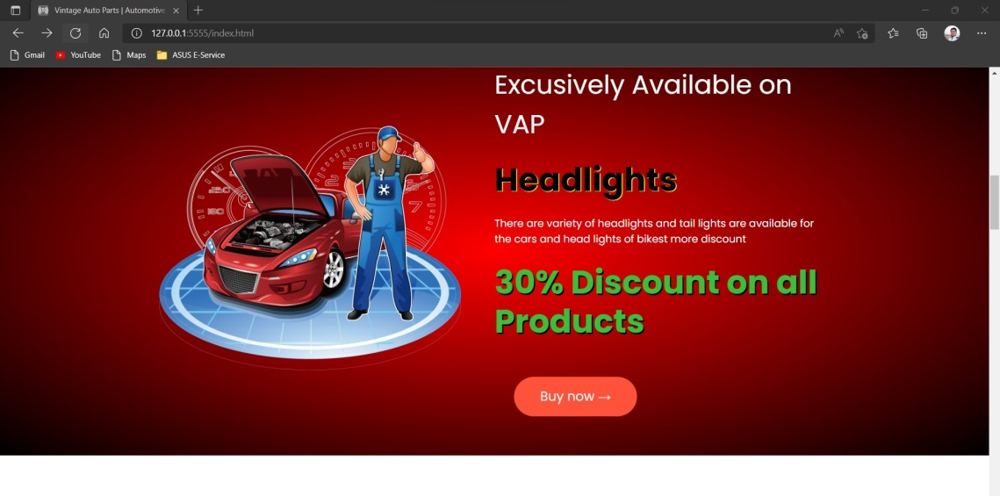 Vintage Auto Parts | Automotive
127.0.0.1:5555/index.html
Gmail YouTube Maps ASUS E-Service
Excusively Available on
VAP
Headlights
There are variety of headlights and tail lights are available for
the cars and head lights of bikest more discount
30% Discount on all
Products
Buy now →